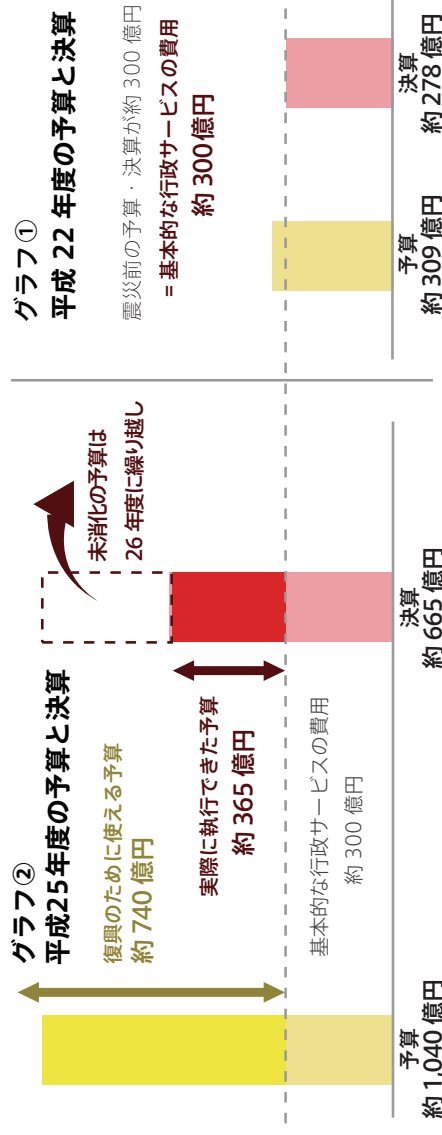 グラフ①
平成 22 年度の予算と決算
震災前の予算・決算が約 300 億円
= 基本的な行政サービスの費用
約 300億円
予算
約 309 億円
決算
約 278 億円
グラフ②
平成25年度の予算と決算
復興のために使える予算
約 740 億円
未消化の予算は
26 年度に繰り越し
実際に執行できた予算
約 365 億円
基本的な行政サービスの費用
約 300 億円
予算
約 1,040 億円
決算
約 665 億円